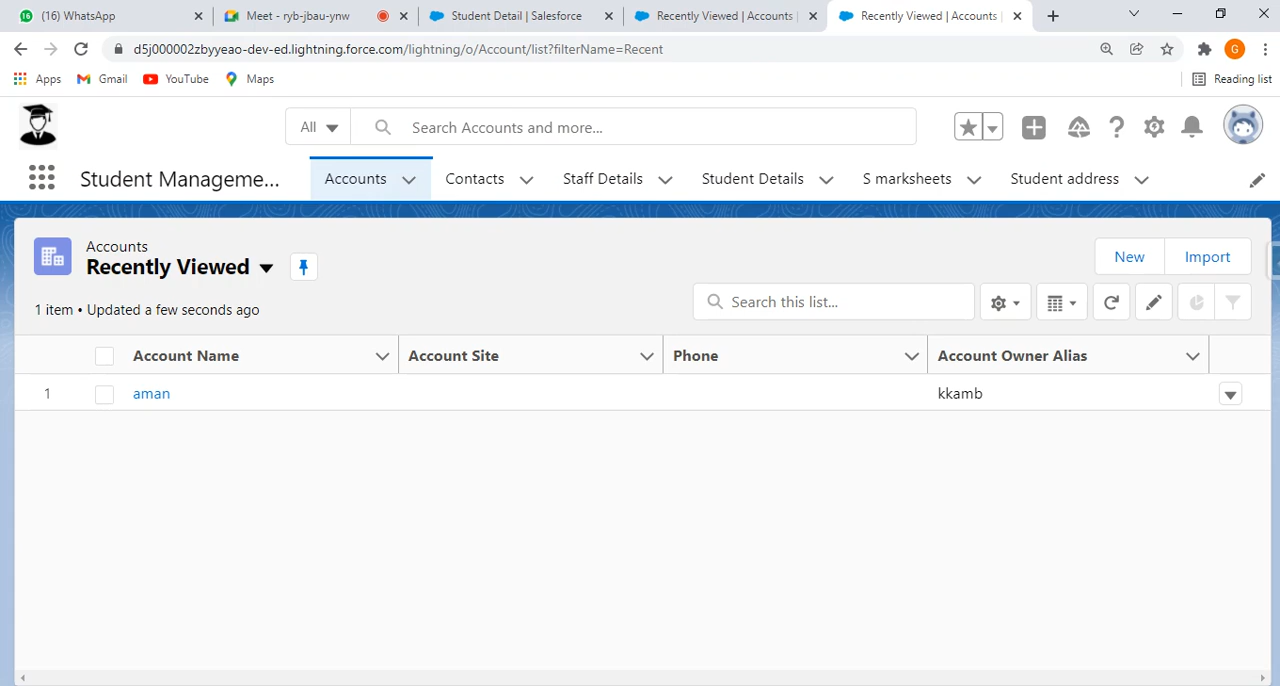 16 (16) WhatsApp
Meet - ryb-jbau-ynw
Student Detail | Salesforce
Recently Viewed | Accounts |
Recently Viewed | Accounts |
d5j000002zbyyeao-dev-ed.lightning.force.com/lightning/o/Account/list?filterName=Recent
G
Apps
Gmail
YouTube
Maps
Reading list
All
Search Accounts and more...
Student Manageme...
Accounts
Contacts
Staff Details
Student Details
S marksheets
Student address
Accounts
Recently Viewed
New
Import
1 item • Updated a few seconds ago
Search this list...
Account Name
Account Site
Phone
Account Owner Alias
1
aman
kkamb